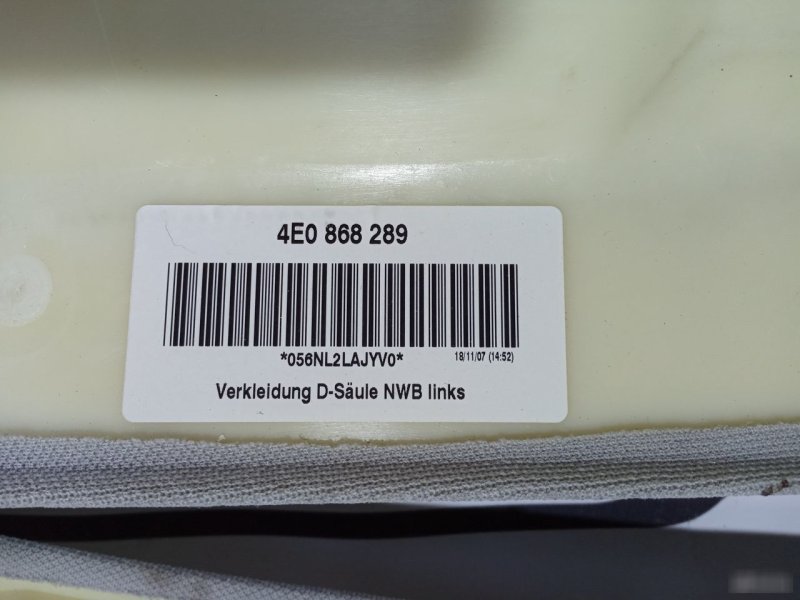 4E0 868 289
*056NL2LAJYV0*
18/11/07 (14:52)
Verkleidung D-Säule NWB links